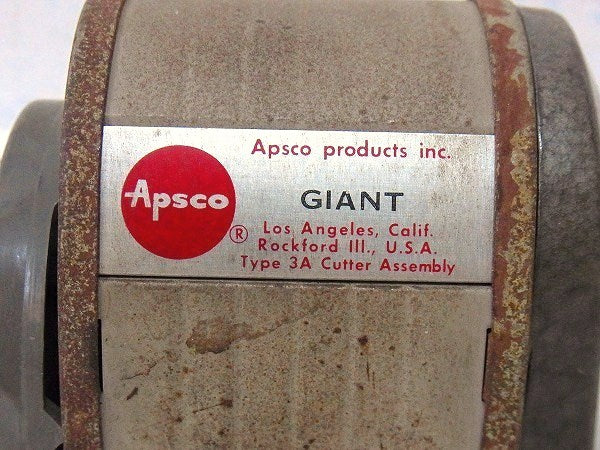 Apsco products inc.
Apsco
GIANT
®
Los Angeles, Calif.
Rockford Ill., U.S.A.
Type 3A Cutter Assembly